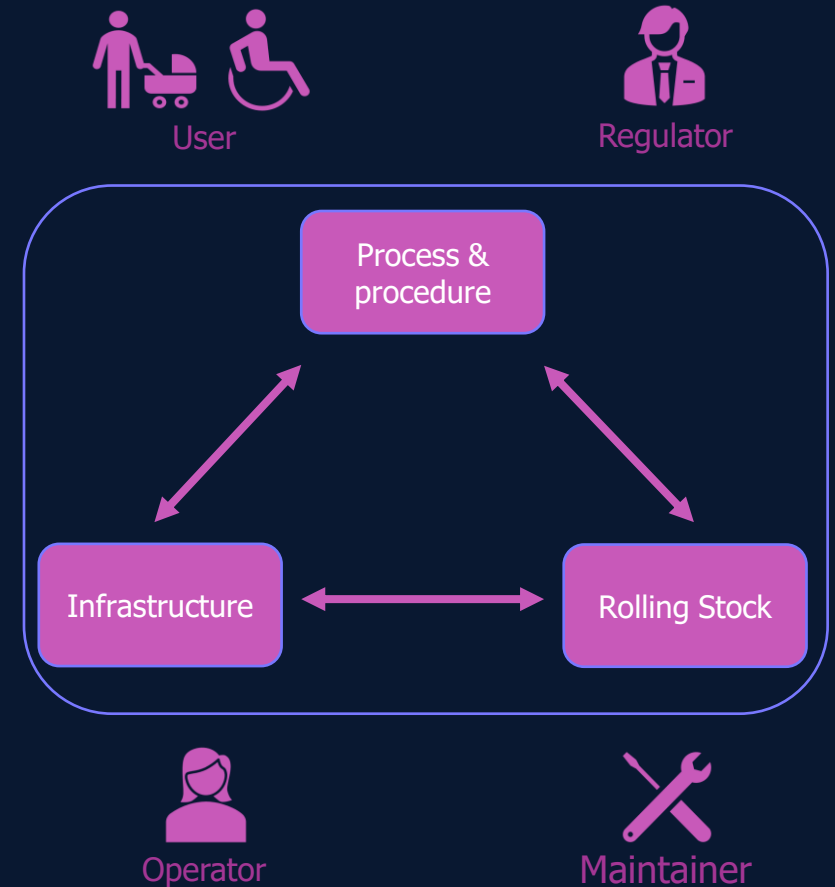 User
Regulator
Process &
procedure
Infrastructure
Rolling Stock
Operator
Maintainer